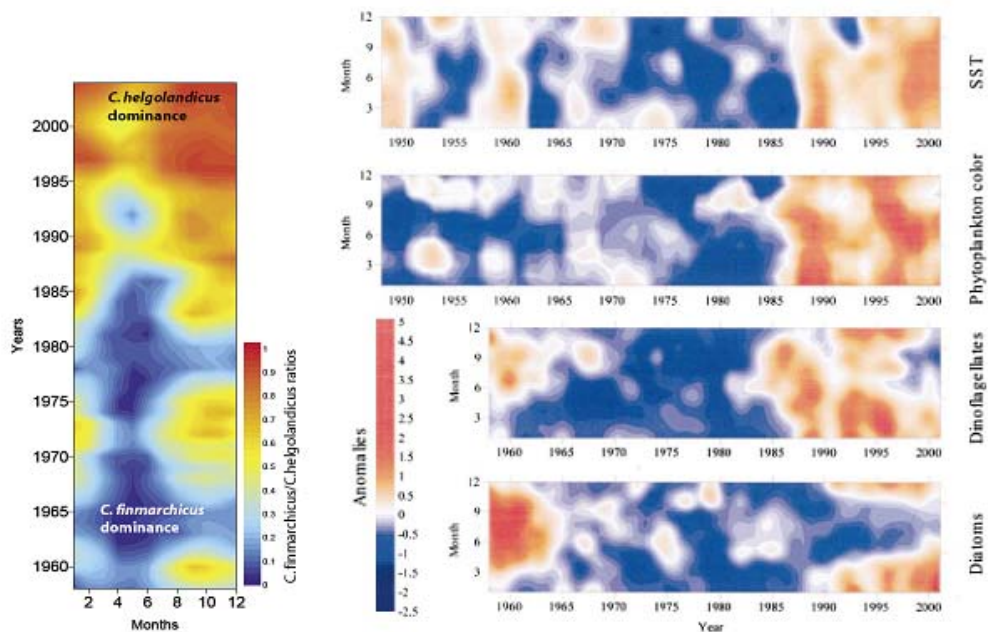 C. helgolandicus
dominance
C. finmarchicus
dominance
2000
1995
1990
1985
1980
1975
1970
1965
1960
Years
2 4 6 8 10 12
Months
1
0.9
0.8
0.7
0.6
0.5
0.4
0.3
0.2
0.1
0
C.finmarchicus/C.helgolandicus ratios
12
9
6
3
Month
1950 1955 1960 1965 1970 1975 1980 1985 1990 1995 2000
SST
12
9
6
3
Month
1950 1955 1960 1965 1970 1975 1980 1985 1990 1995 2000
Phytoplankton color
Anomalies
5
4.5
4
3.5
3
2.5
2
1.5
1
0.5
0
-0.5
-1
-1.5
-2
-2.5
12
9
6
3
Month
1960 1965 1970 1975 1980 1985 1990 1995 2000
Dinoflagellates
12
9
6
3
Month
1960 1965 1970 1975 1980 1985 1990 1995 2000
Year
Diatoms